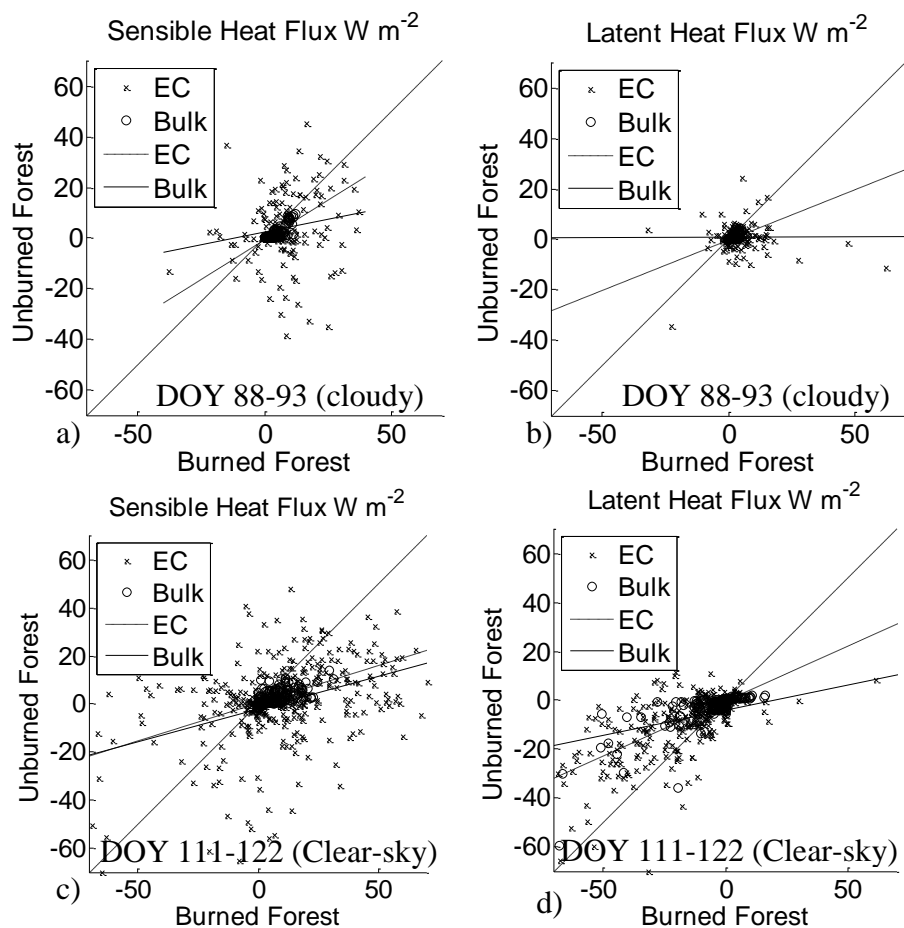 Sensible Heat Flux W m-2
Unburned Forest
60
40
20
0
-20
-40
-60
EC
Bulk
EC
Bulk
DOY 88-93 (cloudy)
a)
-50
0
50
Burned Forest
Latent Heat Flux W m-2
Unburned Forest
60
40
20
0
-20
-40
-60
EC
Bulk
EC
Bulk
DOY 88-93 (cloudy)
b)
-50
0
50
Burned Forest
Sensible Heat Flux W m-2
Unburned Forest
60
40
20
0
-20
-40
-60
EC
Bulk
EC
Bulk
DOY 111-122 (Clear-sky)
c)
-50
0
50
Burned Forest
Latent Heat Flux W m-2
Unburned Forest
60
40
20
0
-20
-40
-60
EC
Bulk
EC
Bulk
DOY 111-122 (Clear-sky)
d)
-50
0
50
Burned Forest